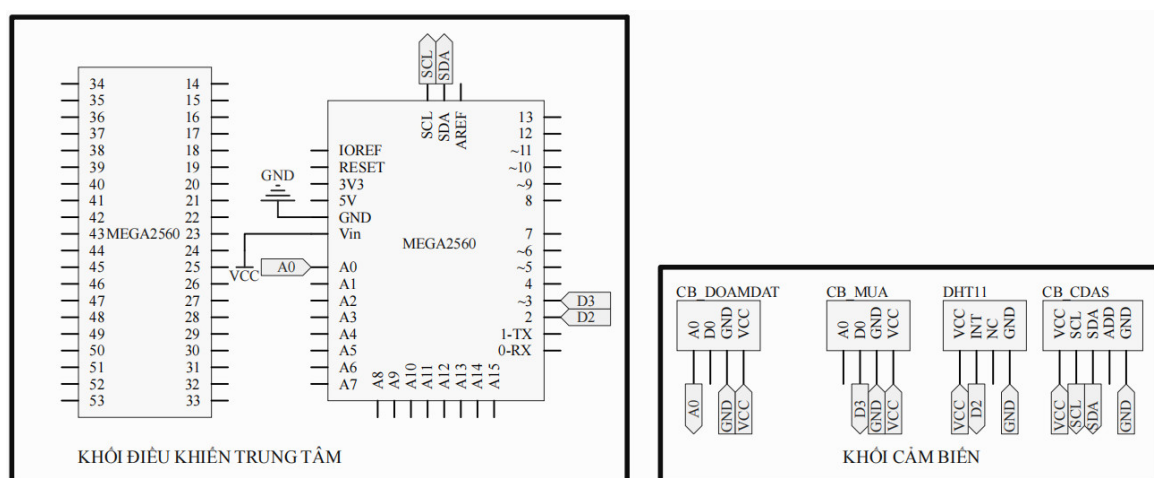 SCL SDA
34 14
35 15
36 16
37 17
38 18
39 19
40 20
41 21
42 22
43 MEGA2560 23
44 24
45 25
46 26
47 27
48 28
49 29
50 30
51 31
52 32
53 33
SCL SDA AREF
IOREF
RESET
3V3
5V
GND
Vin
GND
VCC
A0
MEGA2560
A0
A1
A2
A3
A4
A5
A6
A7
A8 A9 A10 A11 A12 A13 A14 A15
13
12
~11
~10
~9
8
7
~6
~5
4
~3 D3
2 D2
1-TX
0-RX
KHỐI ĐIỀU KHIỂN TRUNG TÂM
CB_DOAMDAT
A0 D0 GND VCC
A0 GND VCC
CB_MUA
A0 D0 GND VCC
D3 GND VCC
DHT11
VCC INT NC GND
VCC D2 GND
CB_CDAS
VCC SCL SDA ADD GND
VCC SCL SDA GND
KHỐI CẢM BIẾN